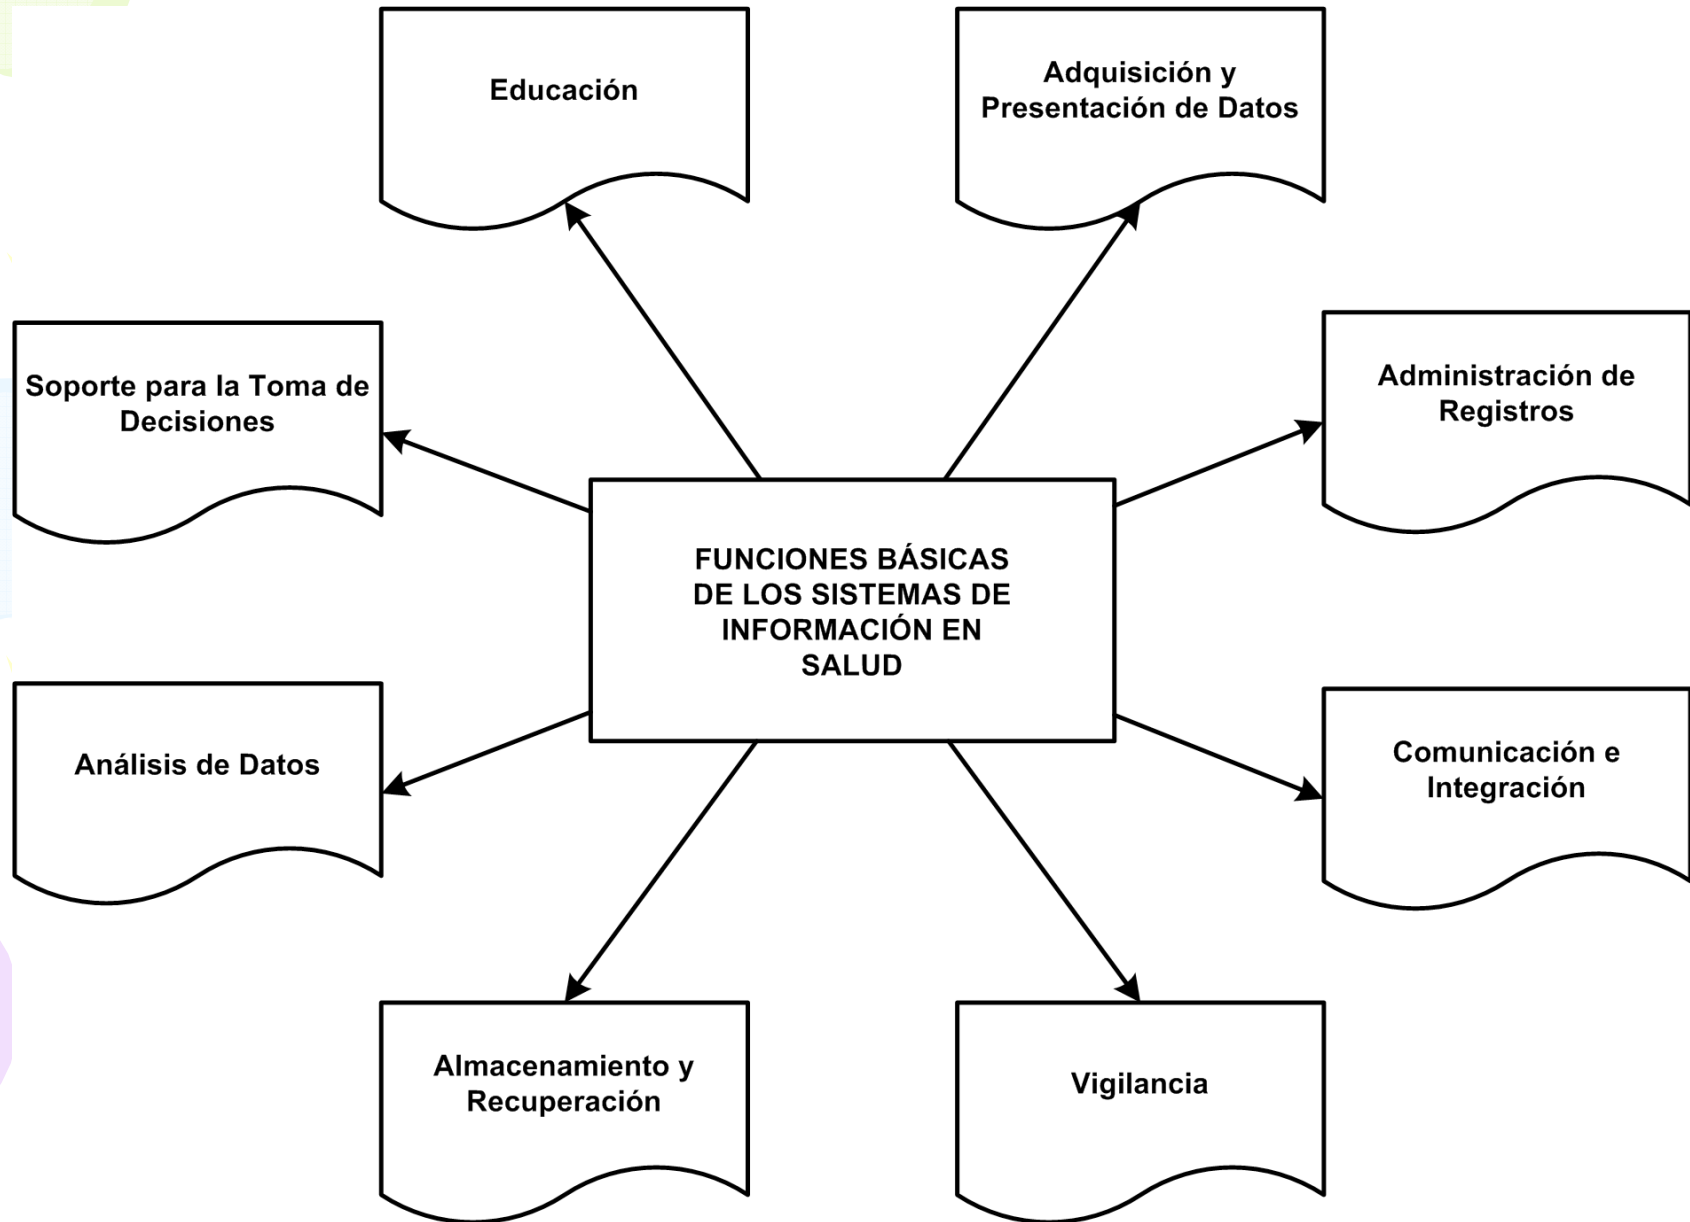 Educación
Adquisición y
Presentación de Datos
Soporte para la Toma de
Decisiones
Administración de
Registros
FUNCIONES BÁSICAS
DE LOS SISTEMAS DE
INFORMACIÓN EN
SALUD
Análisis de Datos
Comunicación e
Integración
Almacenamiento y
Recuperación
Vigilancia